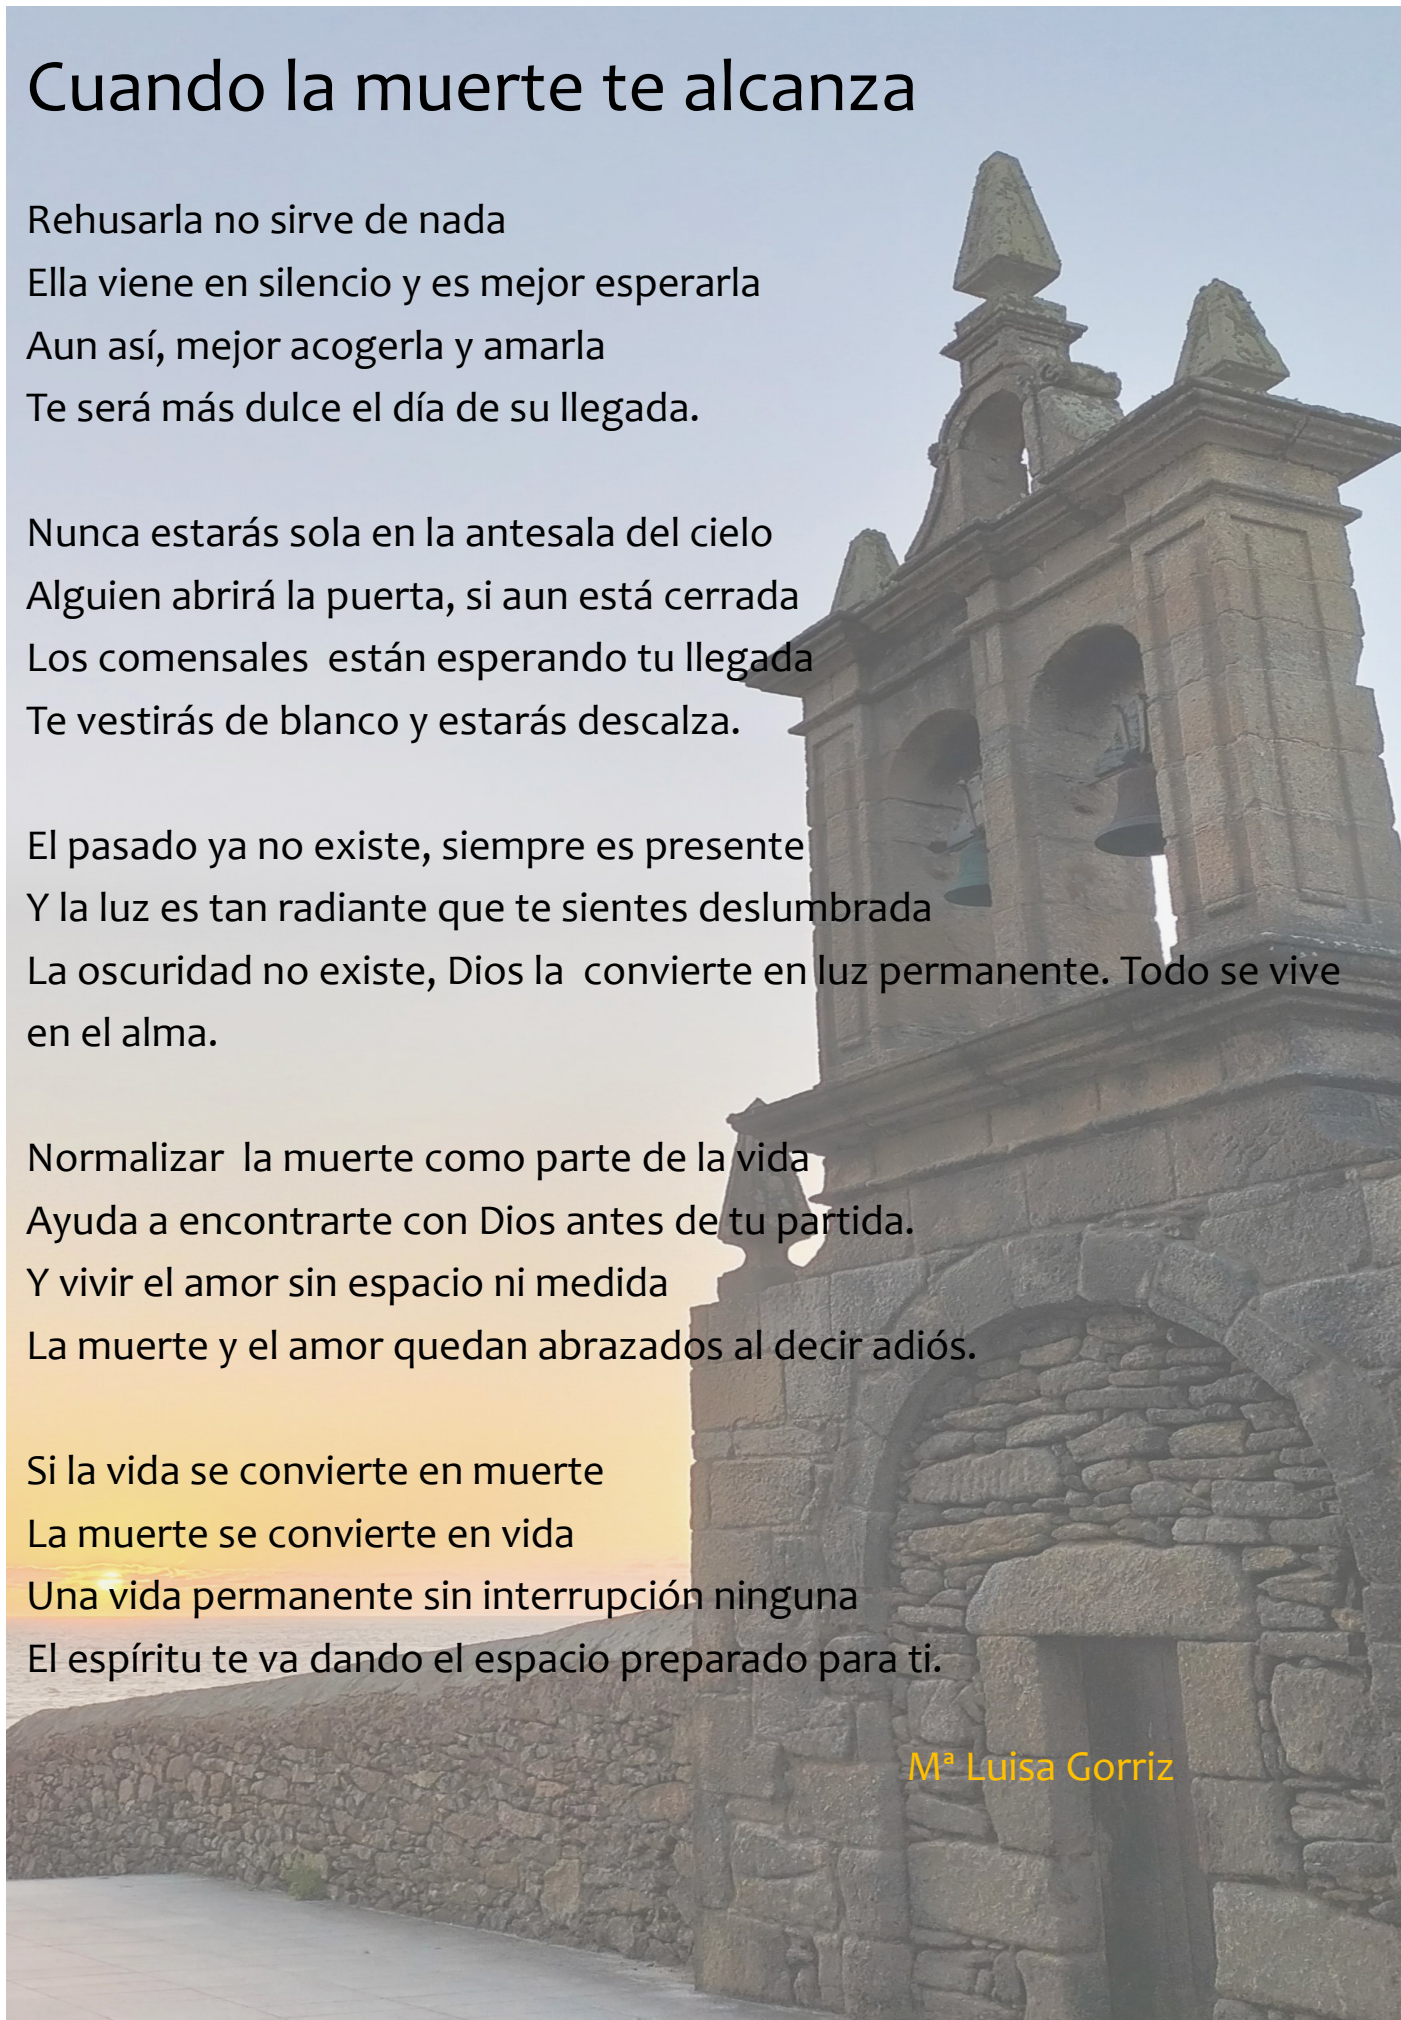 Cuando la muerte te alcanza
Rehusarla no sirve de nada
Ella viene en silencio y es mejor esperarla
Aun así, mejor acogerla y amarla
Te será más dulce el día de su llegada.
Nunca estarás sola en la antesala del cielo
Alguien abrirá la puerta, si aun está cerrada
Los comensales  están esperando tu llegada
Te vestirás de blanco y estarás descalza.
El pasado ya no existe, siempre es presente
Y la luz es tan radiante que te sientes deslumbrada
La oscuridad no existe, Dios la  convierte en luz permanente. Todo se vive
en el alma.
Normalizar  la muerte como parte de la vida
Ayuda a encontrarte con Dios antes de tu partida.
Y vivir el amor sin espacio ni medida
La muerte y el amor quedan abrazados al decir adiós.
Si la vida se convierte en muerte
La muerte se convierte en vida
Una vida permanente sin interrupción ninguna
El espíritu te va dando el espacio preparado para ti.
Mª Luisa Gorriz